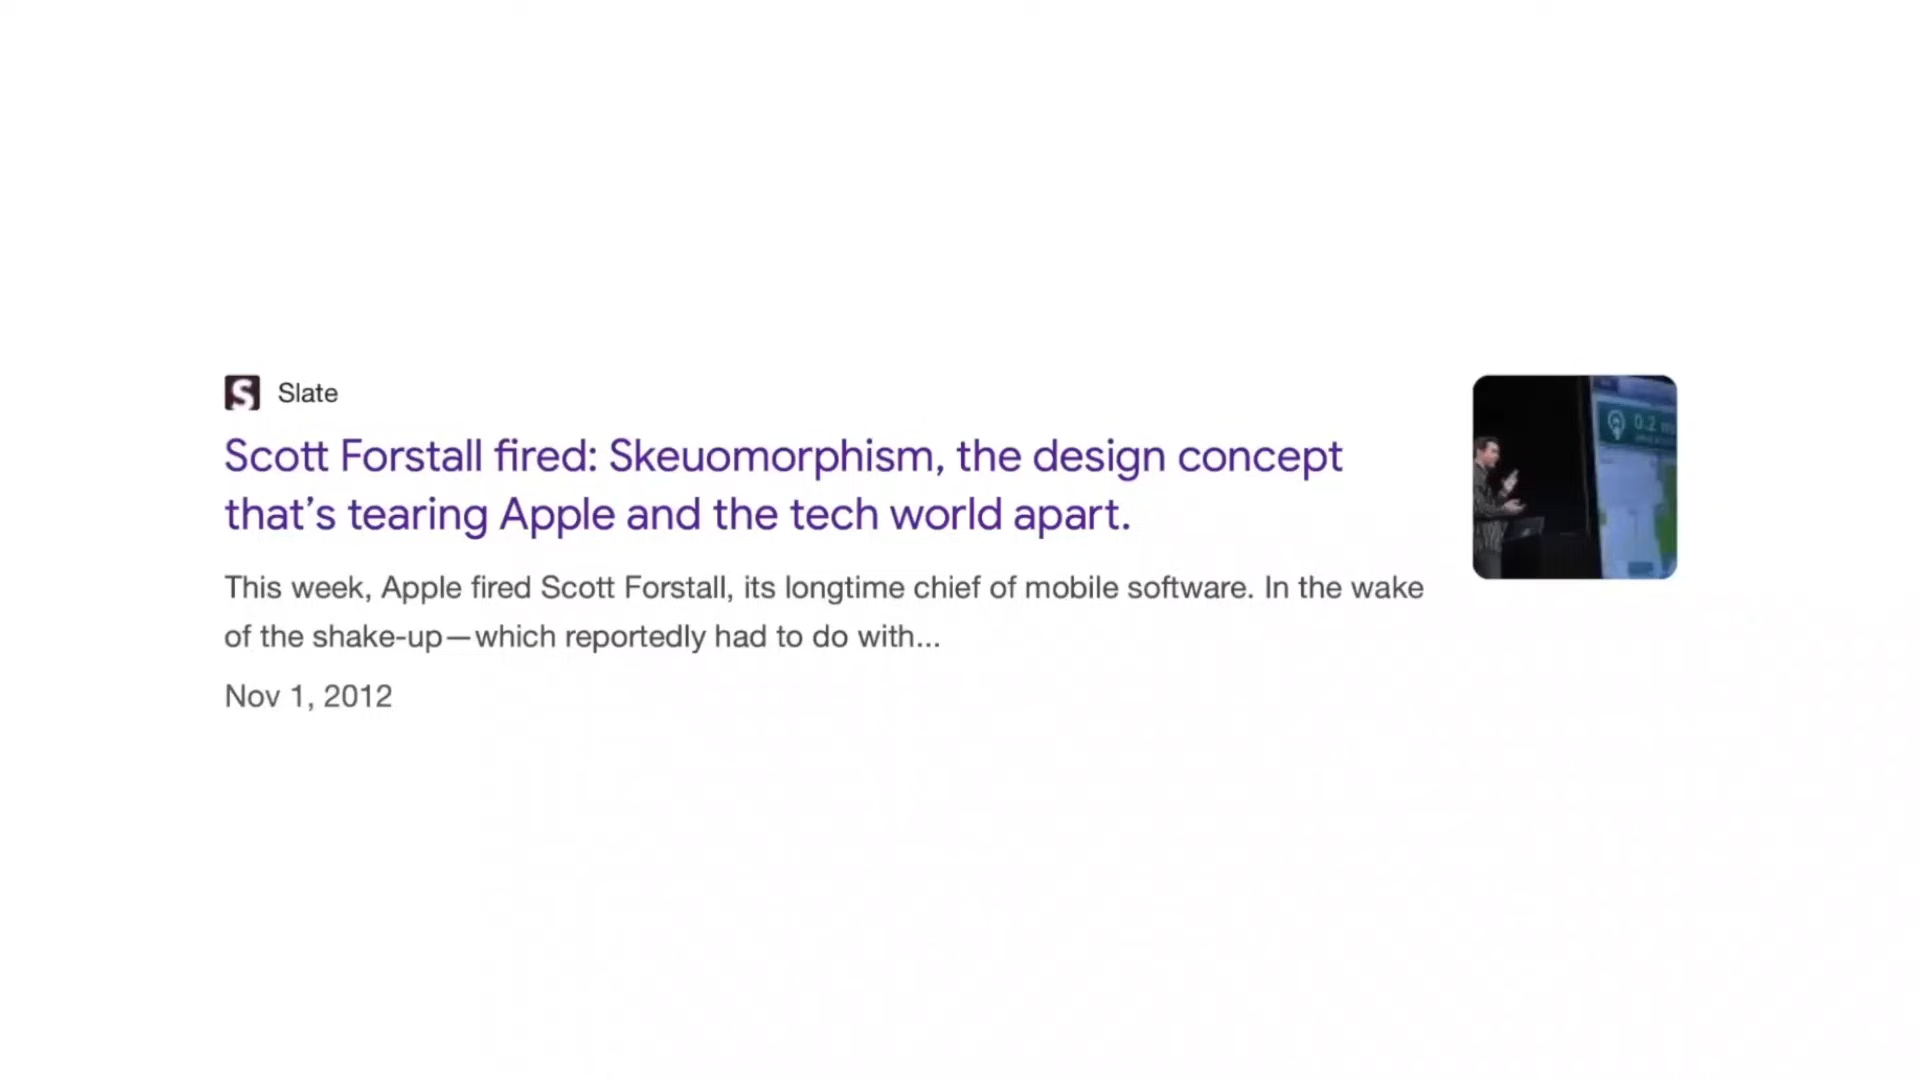 Slate
Scott Forstall fired: Skeuomorphism, the design concept
that’s tearing Apple and the tech world apart.
This week, Apple fired Scott Forstall, its longtime chief of mobile software. In the wake
of the shake-up—which reportedly had to do with...
Nov 1, 2012
0.2